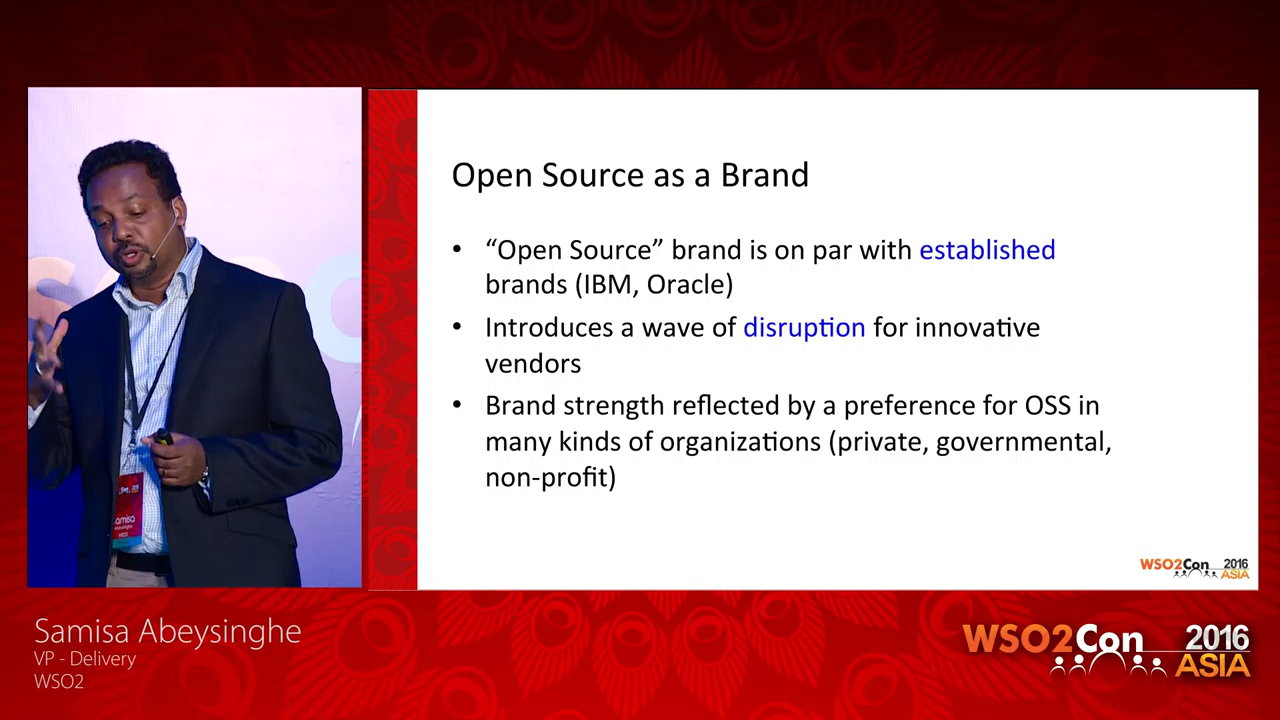 Open Source as a Brand
• “Open Source” brand is on par with established
brands (IBM, Oracle)
• Introduces a wave of disruption for innovative
vendors
• Brand strength reflected by a preference for OSS in
many kinds of organizations (private, governmental,
non-profit)
WSO2Con 2016
ASIA
Samisa Abeysinghe
VP - Delivery
WSO2
WSO2Con 2016
ASIA